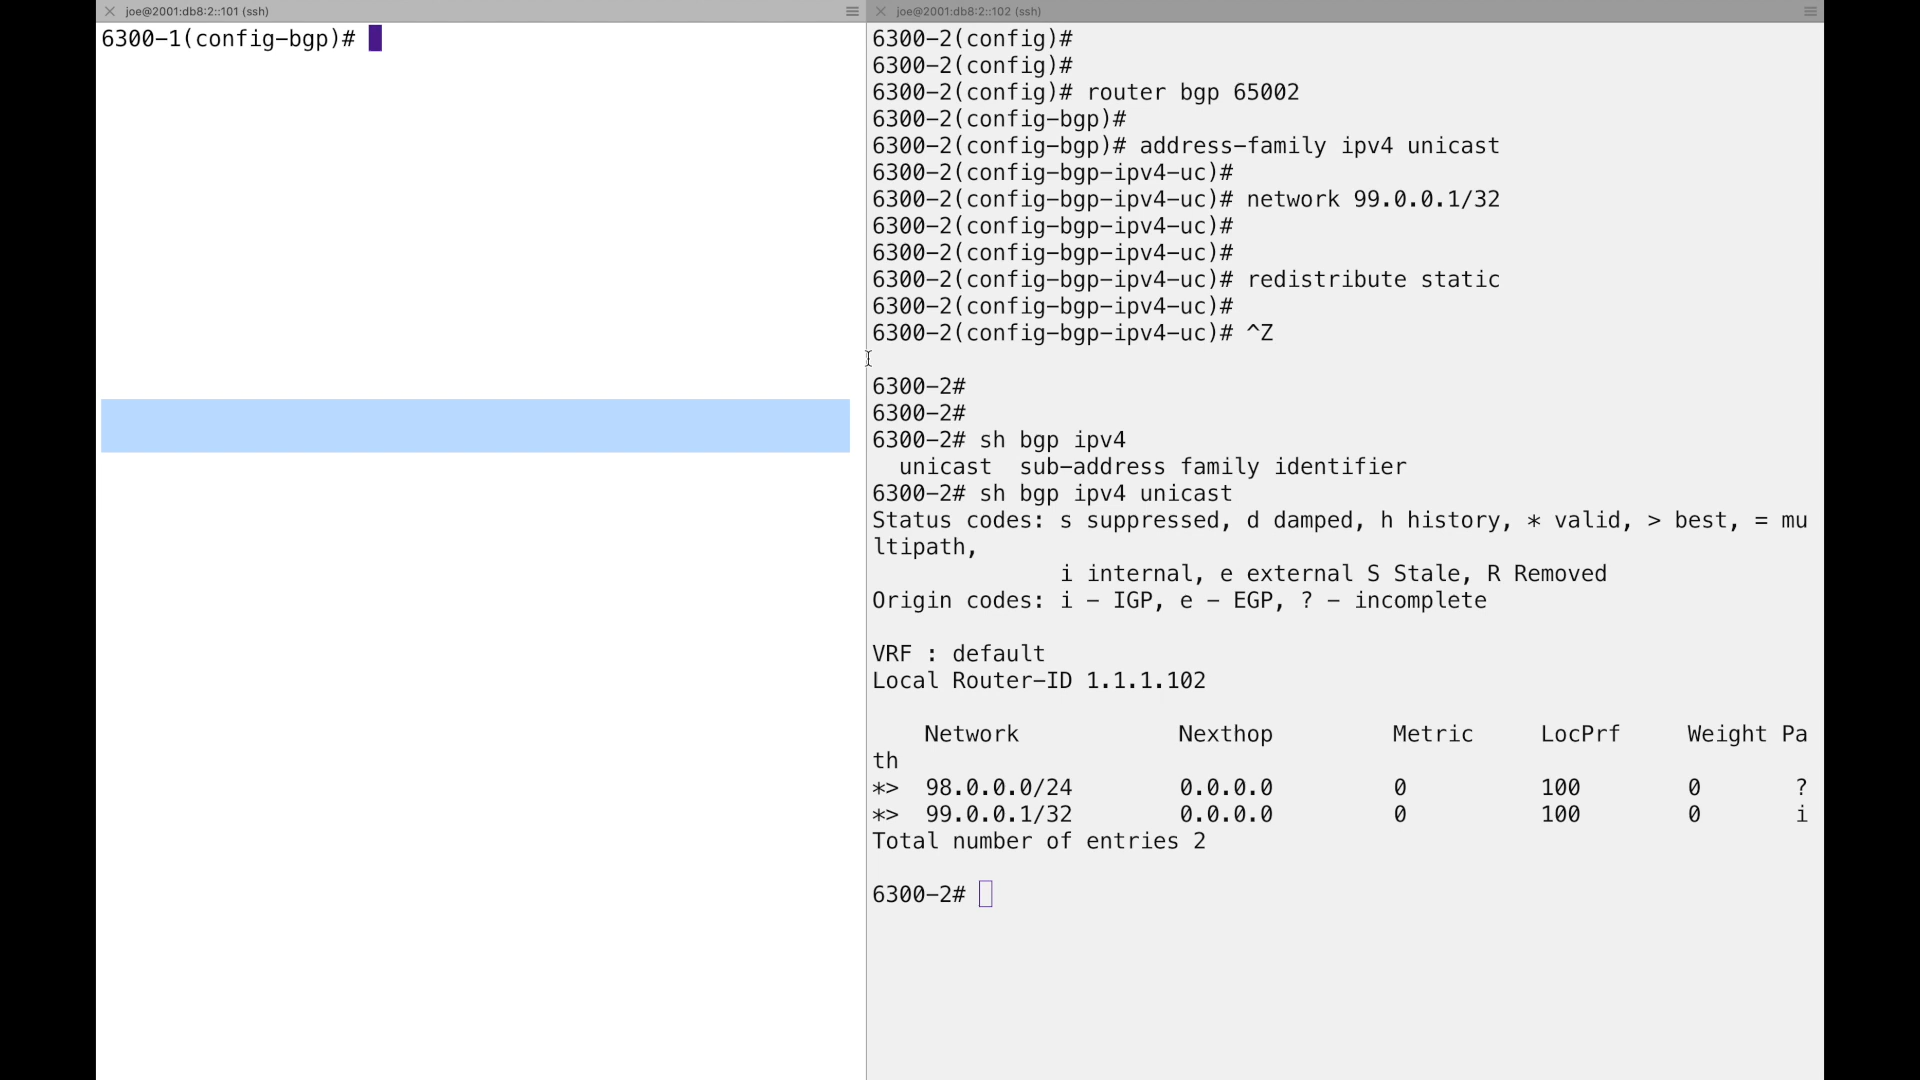 joe@2001:db8:2::101 (ssh)
6300-1(config-bgp)#
joe@2001:db8:2::102 (ssh)
6300-2(config)#
6300-2(config)#
6300-2(config)# router bgp 65002
6300-2(config-bgp)#
6300-2(config-bgp)# address-family ipv4 unicast
6300-2(config-bgp-ipv4-uc)#
6300-2(config-bgp-ipv4-uc)# network 99.0.0.1/32
6300-2(config-bgp-ipv4-uc)#
6300-2(config-bgp-ipv4-uc)#
6300-2(config-bgp-ipv4-uc)# redistribute static
6300-2(config-bgp-ipv4-uc)#
6300-2(config-bgp-ipv4-uc)# ^Z
6300-2#
6300-2#
6300-2# sh bgp ipv4
unicast  sub-address family identifier
6300-2# sh bgp ipv4 unicast
Status codes: s suppressed, d damped, h history, * valid, > best, = mu
ltipath,
i internal, e external S Stale, R Removed
Origin codes: i - IGP, e - EGP, ? - incomplete
VRF : default
Local Router-ID 1.1.1.102
Network Nexthop Metric LocPrf Weight Pa
th
*> 98.0.0.0/24 0.0.0.0 0 100 0 ?
*> 99.0.0.1/32 0.0.0.0 0 100 0 i
Total number of entries 2
6300-2#